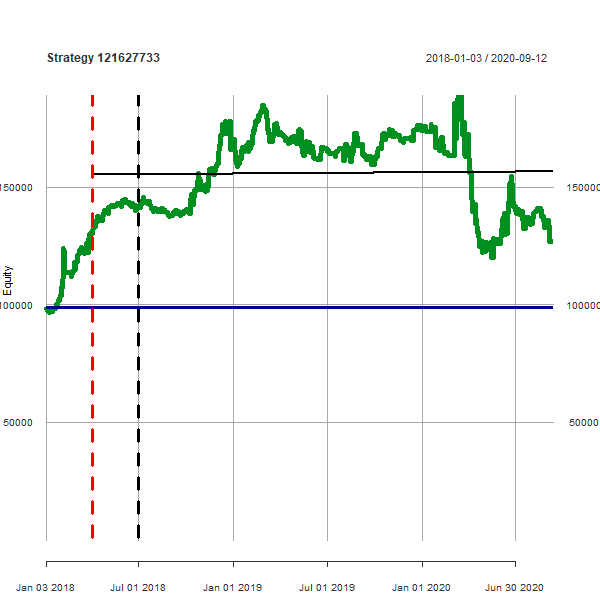 Strategy 121627733
2018-01-03 / 2020-09-12
150000
150000
Equity
100000
100000
50000
50000
Jan 03 2018
Jul 01 2018
Jan 01 2019
Jul 01 2019
Jan 01 2020
Jun 30 2020